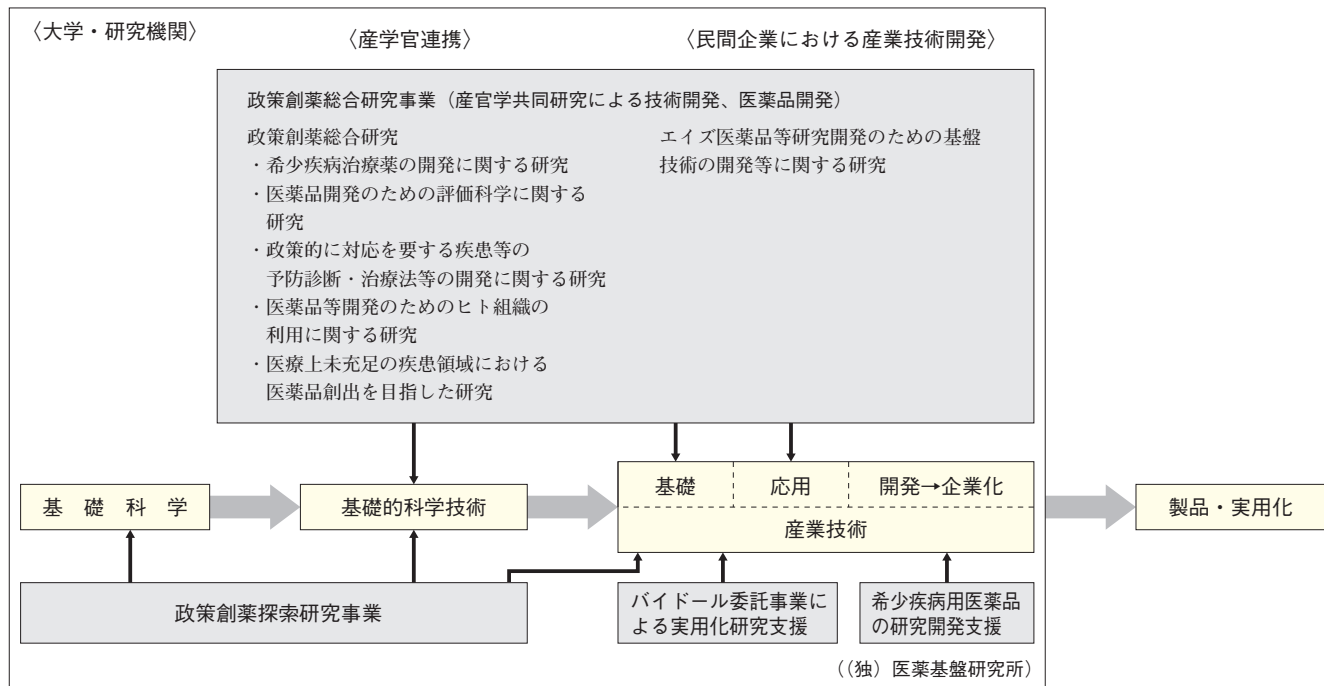 〈大学・研究機関〉
〈産学官連携〉
〈民間企業における産業技術開発〉
政策創薬総合研究事業（産官学共同研究による技術開発、医薬品開発）
政策創薬総合研究
・希少疾病治療薬の開発に関する研究
・医薬品開発のための評価科学に関する
研究
・政策的に対応を要する疾患等の
予防診断・治療法等の開発に関する研究
・医薬品等開発のためのヒト組織の
利用に関する研究
・医療上未充足の疾患領域における
医薬品創出を目指した研究
エイズ医薬品等研究開発のための基盤
技術の開発等に関する研究
基礎科学
基礎的科学技術
基礎
応用
開発→企業化
産業技術
製品・実用化
政策創薬探索研究事業
バイドール委託事業に
よる実用化研究支援
希少疾病用医薬品
の研究開発支援
（（独）医薬基盤研究所）